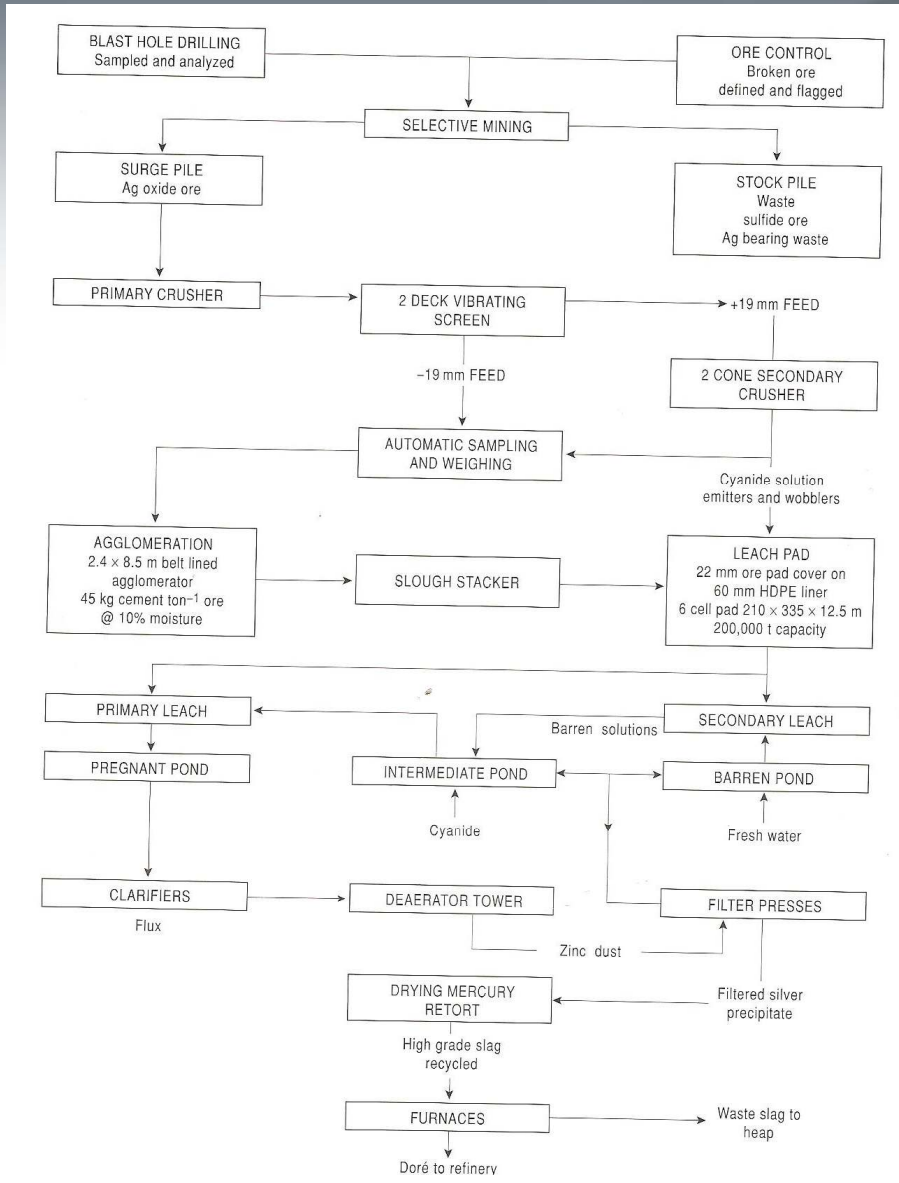 BLAST HOLE DRILLING
Sampled and analyzed
ORE CONTROL
Broken ore
defined and flagged
SELECTIVE MINING
SURGE PILE
Ag oxide ore
STOCK PILE
Waste
sulfide ore
Ag bearing waste
PRIMARY CRUSHER
2 DECK VIBRATING
SCREEN
+19 mm FEED
−19 mm FEED
2 CONE SECONDARY
CRUSHER
AUTOMATIC SAMPLING
AND WEIGHING
Cyanide solution
emitters and wobblers
AGGLOMERATION
2.4 × 8.5 m belt lined
agglomerator
45 kg cement ton⁻¹ ore
@ 10% moisture
SLOUGH STACKER
LEACH PAD
22 mm ore pad cover on
60 mm HDPE liner
6 cell pad 210 × 335 × 12.5 m
200,000 t capacity
PRIMARY LEACH
SECONDARY LEACH
Barren solutions
PREGNANT POND
INTERMEDIATE POND
BARREN POND
Cyanide
Fresh water
CLARIFIERS
Flux
DEAERATOR TOWER
FILTER PRESSES
Zinc dust
DRYING MERCURY
RETORT
Filtered silver
precipitate
High grade slag
recycled
FURNACES
Waste slag to
heap
Doré to refinery